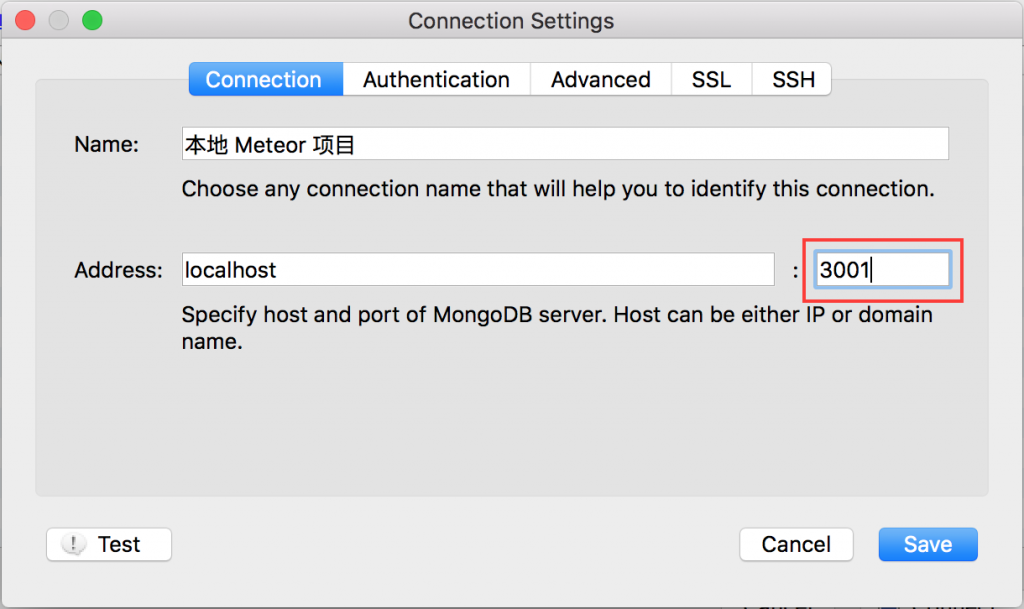 Connection Settings
Connection Authentication Advanced SSL SSH
Name: 本地 Meteor 项目
Choose any connection name that will help you to identify this connection.
Address: localhost : 3001
Specify host and port of MongoDB server. Host can be either IP or domain
name.
! Test Cancel Save